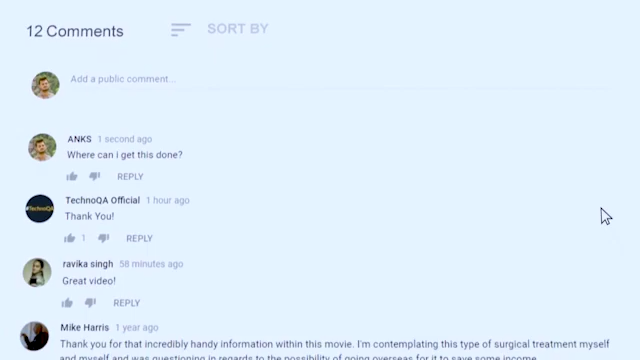 12 Comments
SORT BY
Add a public comment...
ANKS 1 second ago
Where can i get this done?
REPLY
#TechnoQA
TechnoQA Official 1 hour ago
Thank You!
1 REPLY
ravika singh 58 minutes ago
Great video!
REPLY
Mike Harris 1 year ago
Thank you for that incredibly handy information within this movie. I'm contemplating this type of surgical treatment myself
and myself and was questioning in regards to the possibility of going overseas for it to save some income.